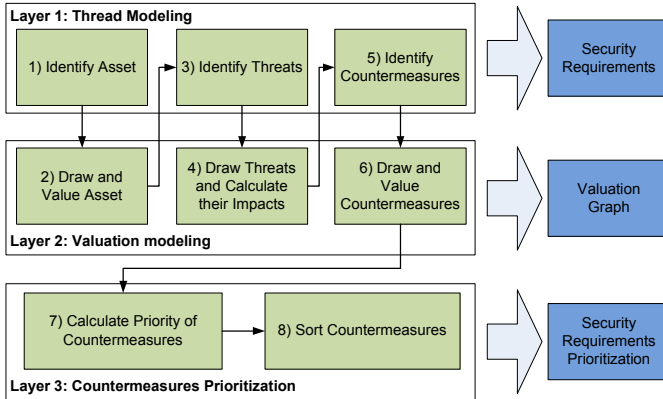 Layer 1: Thread Modeling
1) Identify Asset
3) Identify Threats
5) Identify
Countermeasures
Security
Requirements
2) Draw and
Value Asset
4) Draw Threats
and Calculate
their Impacts
6) Draw and
Value
Countermeasures
Valuation
Graph
Layer 2: Valuation modeling
7) Calculate Priority of
Countermeasures
8) Sort Countermeasures
Security
Requirements
Prioritization
Layer 3: Countermeasures Prioritization